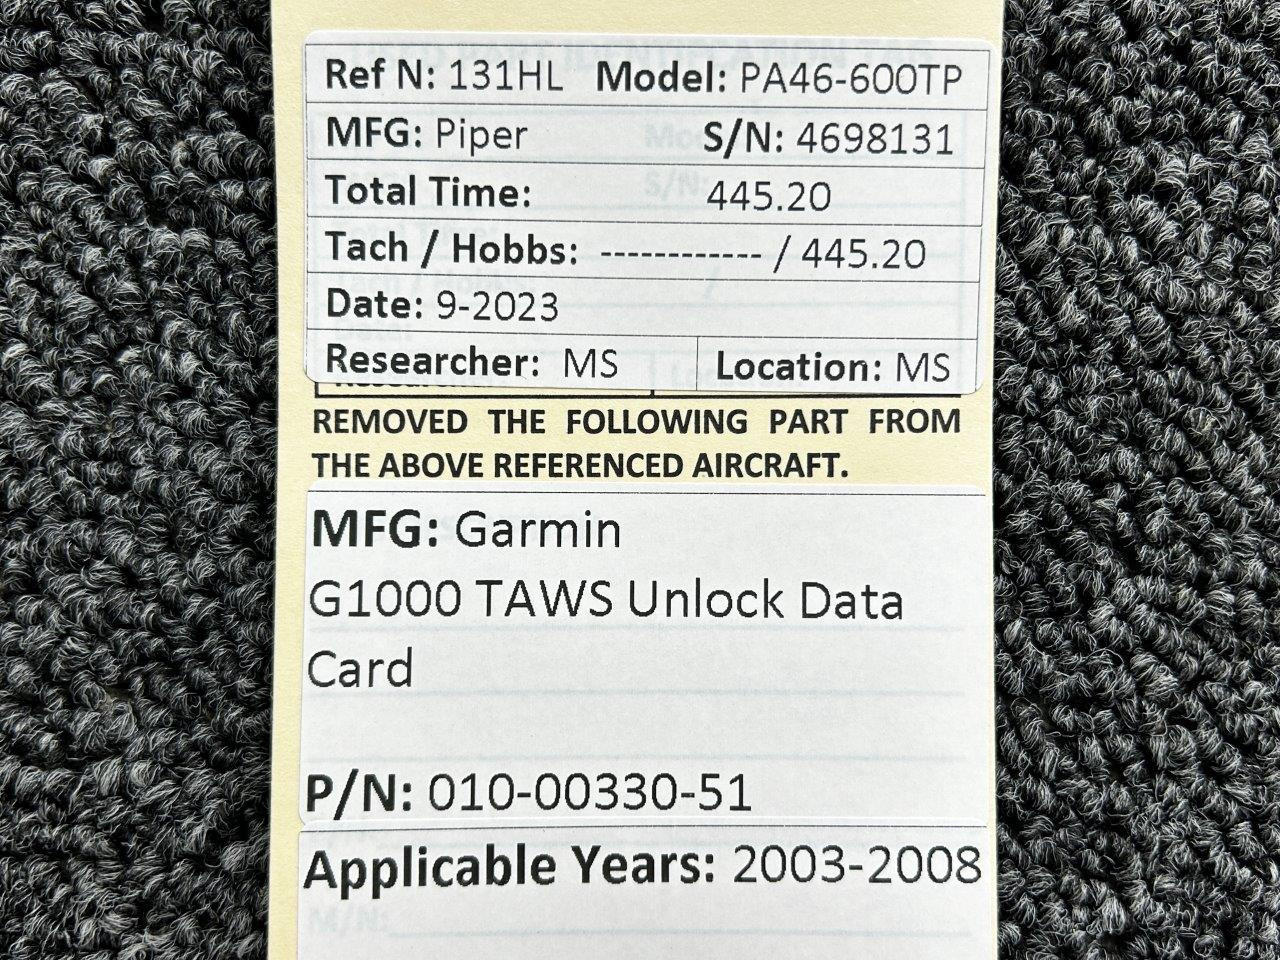 Ref N: 131HL Model: PA46-600TP
MFG: Piper S/N: 4698131
Total Time: 445.20
Tach / Hobbs: ------------ / 445.20
Date: 9-2023
Researcher: MS Location: MS
REMOVED THE FOLLOWING PART FROM
THE ABOVE REFERENCED AIRCRAFT.
MFG: Garmin
G1000 TAWS Unlock Data
Card
P/N: 010-00330-51
Applicable Years: 2003-2008
M/N: